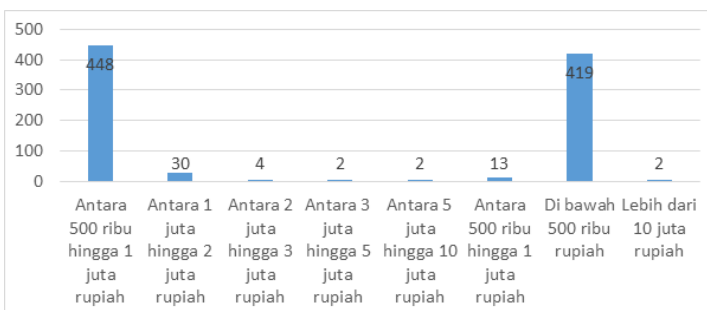 500
400
300
200
100
0
448
30
4
2
2
13
419
2
Antara 500 ribu hingga 1 juta rupiah
Antara 1 juta hingga 2 juta rupiah
Antara 2 juta hingga 3 juta rupiah
Antara 3 juta hingga 5 juta rupiah
Antara 5 juta hingga 10 juta rupiah
Antara 500 ribu hingga 1 juta rupiah
Di bawah 500 ribu rupiah
Lebih dari 10 juta rupiah